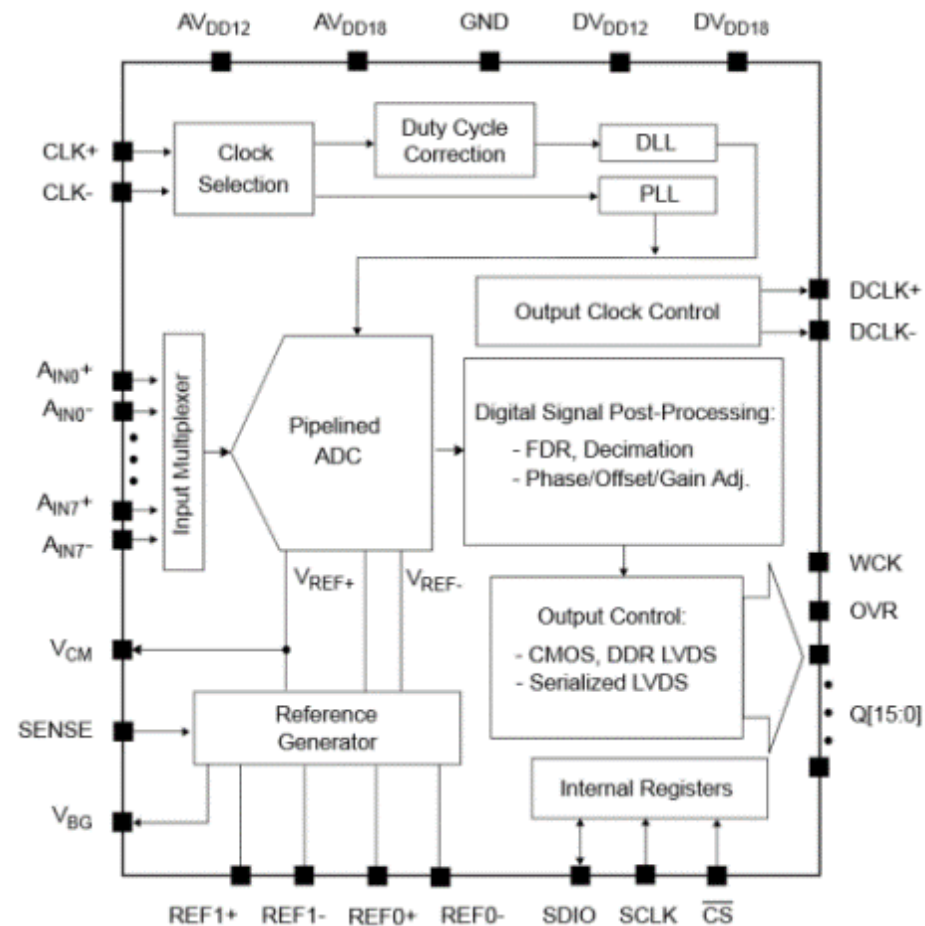 AVDD12
AVDD18
GND
DVDD12
DVDD18
CLK+
CLK-
Clock
Selection
Duty Cycle
Correction
DLL
PLL
Output Clock Control
DCLK+
DCLK-
AIN0+
AIN0-
AIN7+
AIN7-
Input Multiplexer
Pipelined
ADC
Digital Signal Post-Processing:
- FDR, Decimation
- Phase/Offset/Gain Adj.
VREF+
VREF-
Output Control:
- CMOS, DDR LVDS
- Serialized LVDS
WCK
OVR
Q[15:0]
VCM
SENSE
VBG
Reference
Generator
Internal Registers
REF1+
REF1-
REF0+
REF0-
SDIO
SCLK
C̅S̅